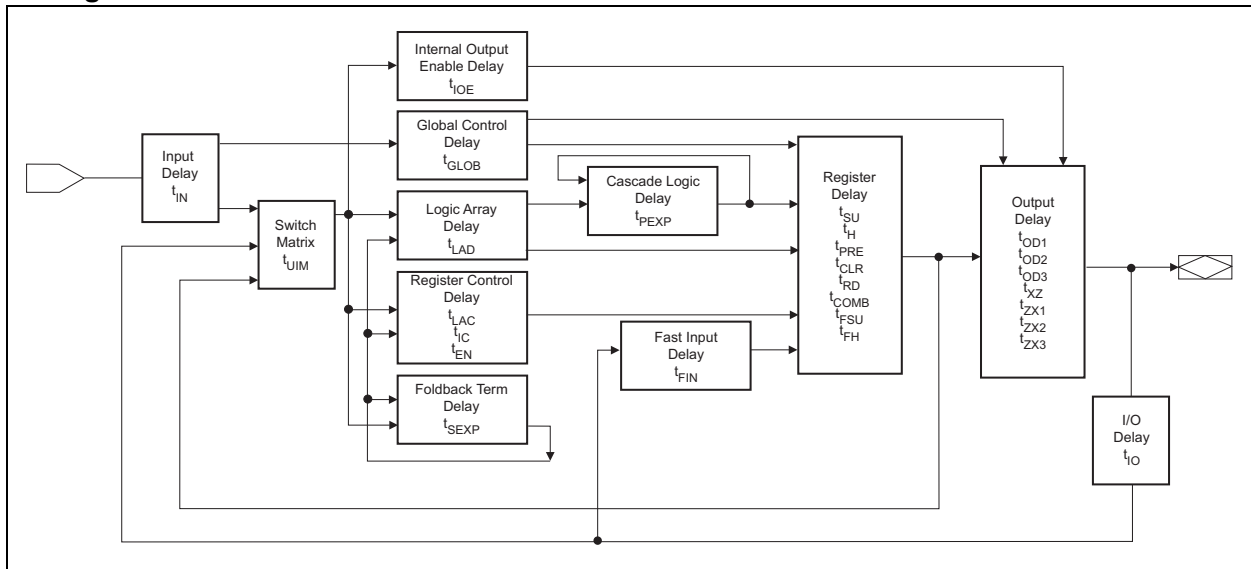 Internal Output
Enable Delay
tIOE
Global Control
Delay
tGLOB
Input
Delay
tIN
Switch
Matrix
tUIM
Logic Array
Delay
tLAD
Cascade Logic
Delay
tPEXP
Register Control
Delay
tLAC
tIC
tEN
Fast Input
Delay
tFIN
Foldback Term
Delay
tSEXP
Register
Delay
tSU
tH
tPRE
tCLR
tRD
tCOMB
tFSU
tFH
Output
Delay
tOD1
tOD2
tOD3
tXZ
tZX1
tZX2
tZX3
I/O
Delay
tIO